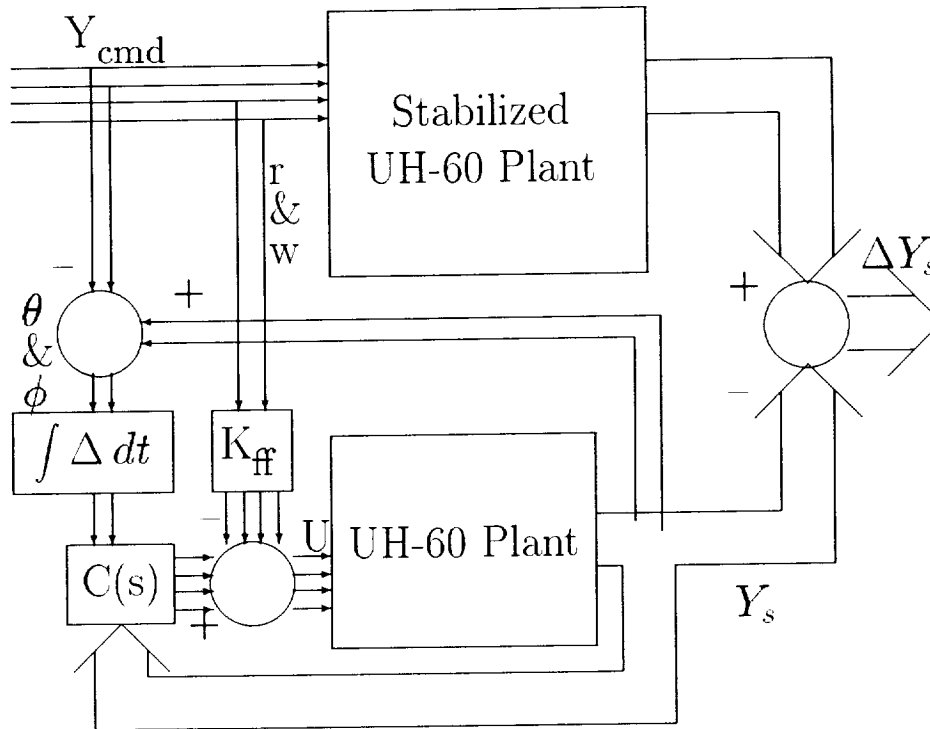 Y_cmd
Stabilized
UH-60 Plant
r
&
w
−
+
θ
&
ϕ
+
ΔY_s
−
∫ Δ dt
K_ff
−
U
UH-60 Plant
C(s)
+
Y_s